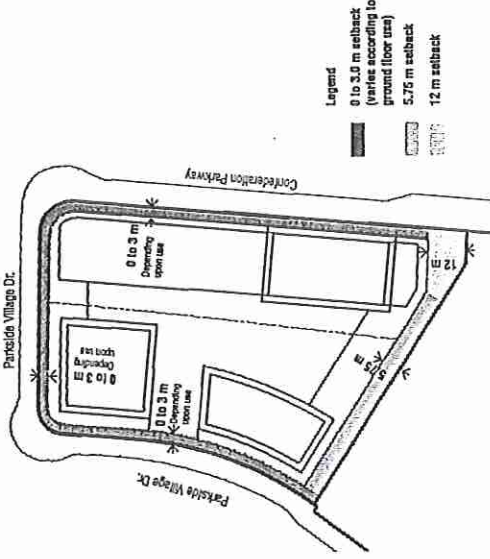 Parkside Village Dr.
Confederation Parkway
0 to 3 m
Depending
upon use
0 to 3 m
Depending
upon use
0 to 3 m
Depending
upon use
Parkside Village Dr.
5.75 m
12 m
Legend
0 to 3.0 m setback
(varies according to
ground floor use)
5.75 m setback
12 m setback